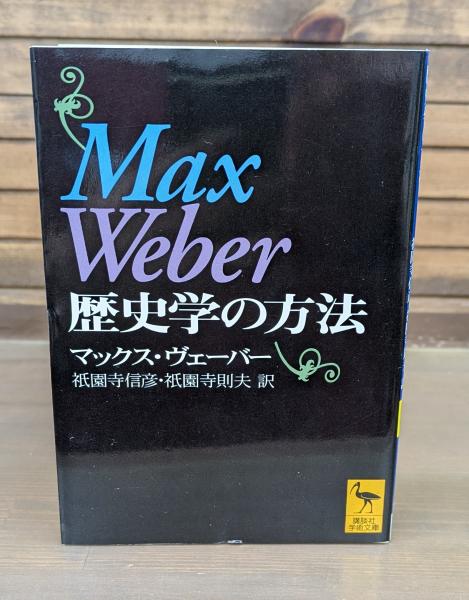 Max
Weber
歴史学の方法
マックス・ヴェーバー
祇園寺信彦・祇園寺則夫 訳
講談社
学術文庫